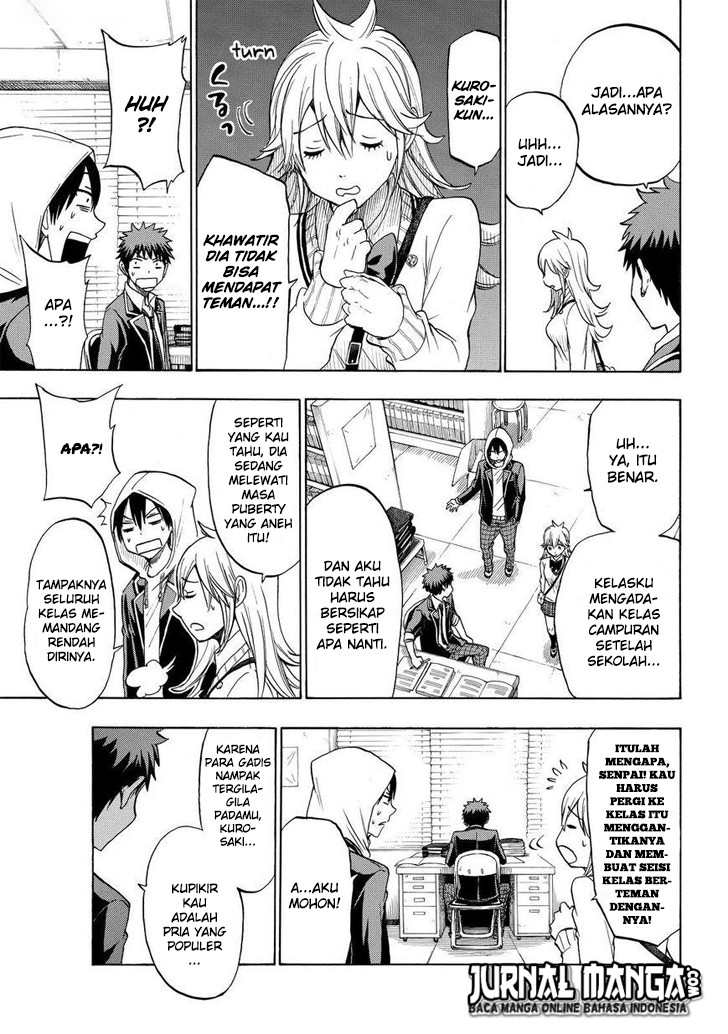 JADI...APA
ALASANNYA?
UHH...
JADI...
KURO-
SAKI-
KUN...
turn
くるっ
KHAWATIR
DIA TIDAK
BISA
MENDAPAT
TEMAN...!!
HUH
?!
APA
...?!
UH...
YA, ITU
BENAR.
KELASKU
MENGADA-
KAN KELAS
CAMPURAN
SETELAH
SEKOLAH...
DAN AKU
TIDAK TAHU
HARUS
BERSIKAP
SEPERTI
APA NANTI.
SEPERTI
YANG KAU
TAHU, DIA
SEDANG
MELEWATI
MASA
PUBERTY
YANG ANEH
ITU!
APA?!
TAMPAKNYA
SELURUH
KELAS ME-
MANDANG
RENDAH
DIRINYA.
ITULAH
MENGAPA,
SENPAI! KAU
HARUS
PERGI KE
KELAS ITU
MENGGAN-
TIKANYA
DAN MEM-
BUAT SEISI
KELAS BER-
TEMAN
DENGAN-
NYA!
A...AKU
MOHON!
KARENA
PARA GADIS
NAMPAK
TERGILA-
GILA
PADAMU,
KURO-
SAKI...
KUPIKIR
KAU
ADALAH
PRIA YANG
POPULER
...
JURNAL MANGA.COM
WOO
BACA MANGA ONLINE BAHASA INDONESIA